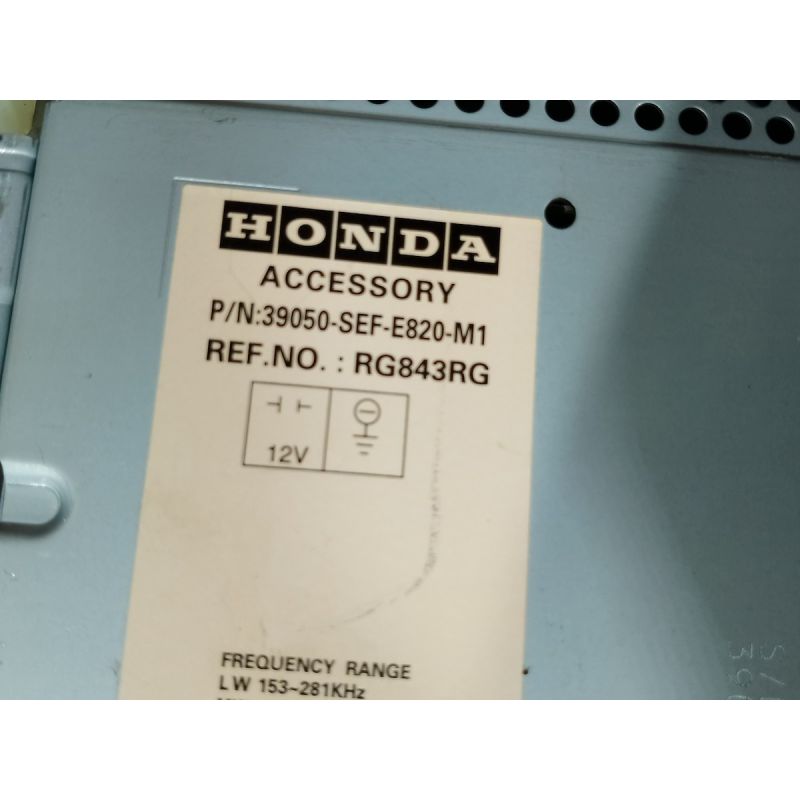 HONDA
ACCESSORY
P/N:39050-SEF-E820-M1
REF.NO. : RG843RG
12V
FREQUENCY RANGE
LW 153~281KHz